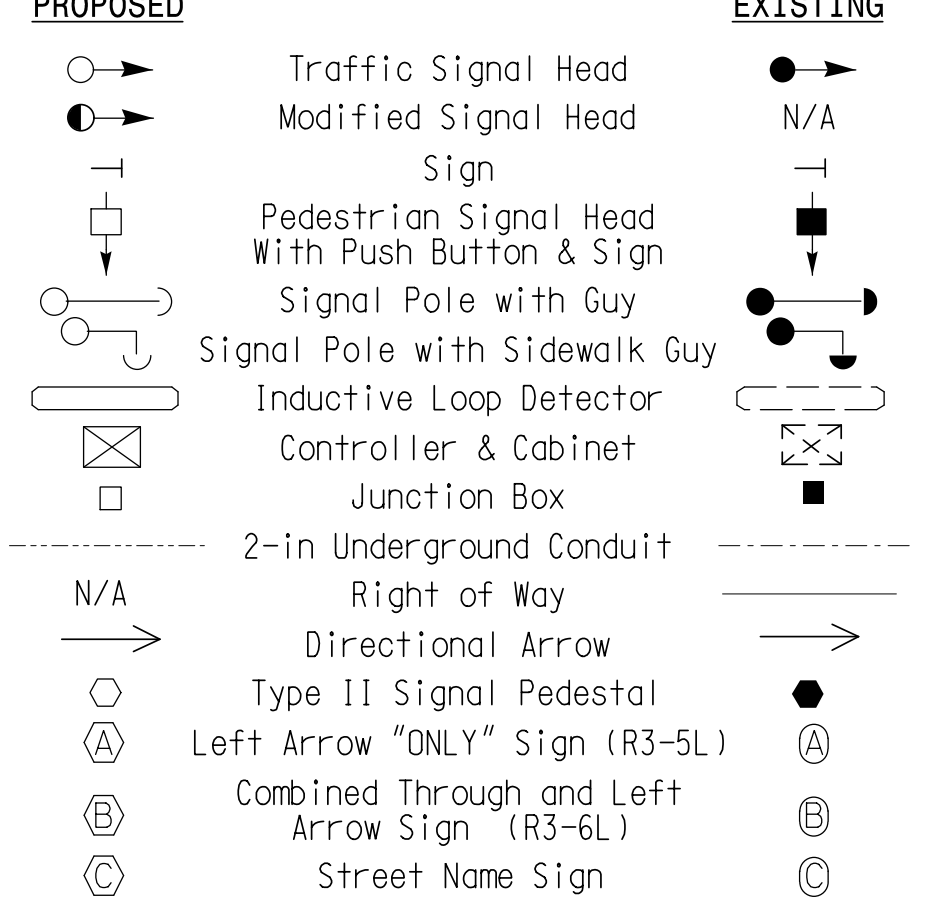 PROPOSED EXISTING
Traffic Signal Head
Modified Signal Head N/A
Sign
Pedestrian Signal Head
With Push Button & Sign
Signal Pole with Guy
Signal Pole with Sidewalk Guy
Inductive Loop Detector
Controller & Cabinet
Junction Box
2-in Underground Conduit
N/A Right of Way
Directional Arrow
Type II Signal Pedestal
A Left Arrow "ONLY" Sign (R3-5L) A
Combined Through and Left
B Arrow Sign (R3-6L) B
C Street Name Sign C